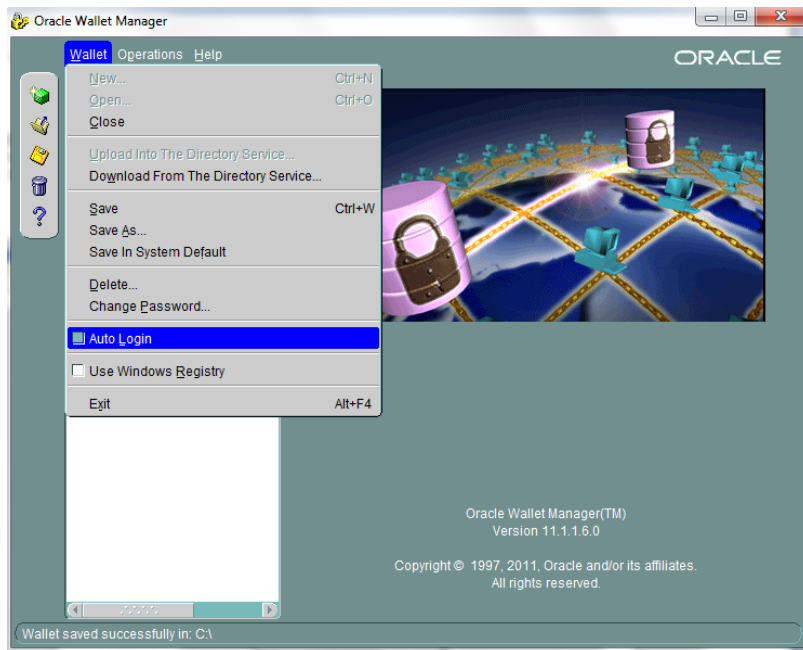 Oracle Wallet Manager
Wallet Operations Help
ORACLE
New... Ctrl+N
Open... Ctrl+O
Close
Upload Into The Directory Service...
Download From The Directory Service...
Save Ctrl+W
Save As...
Save In System Default
Delete...
Change Password...
Auto Login
Use Windows Registry
Exit Alt+F4
Oracle Wallet Manager(TM)
Version 11.1.1.6.0
Copyright © 1997, 2011, Oracle and/or its affiliates.
All rights reserved.
Wallet saved successfully in: C:\